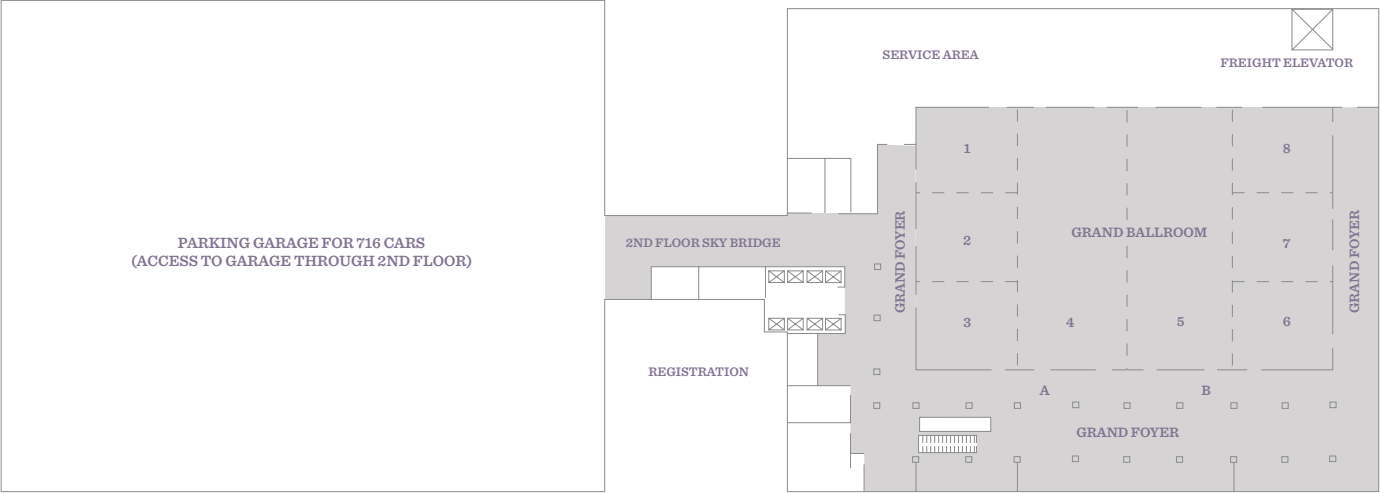 SERVICE AREA
FREIGHT ELEVATOR
1
8
PARKING GARAGE FOR 716 CARS
(ACCESS TO GARAGE THROUGH 2ND FLOOR)
2ND FLOOR SKY BRIDGE
GRAND FOYER
2
GRAND BALLROOM
7
GRAND FOYER
3
4
5
6
REGISTRATION
A
B
GRAND FOYER